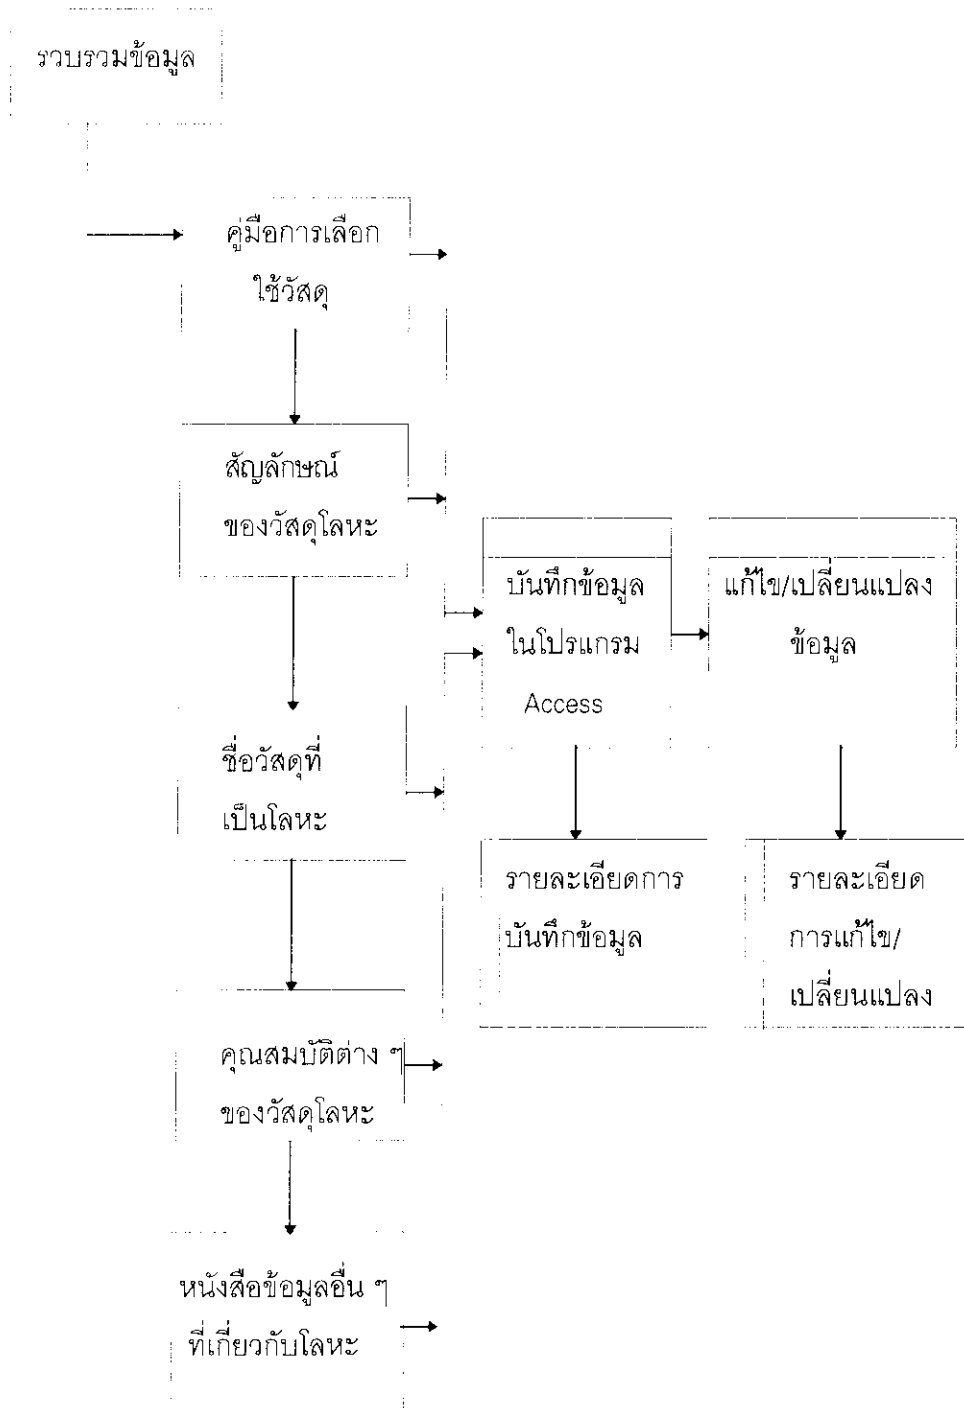 รวบรวมข้อมูล
คู่มือการเลือก
ใช้วัสดุ
สัญลักษณ์
ของวัสดุโลหะ
บันทึกข้อมูล
ในโปรแกรม
Access
แก้ไข/เปลี่ยนแปลง
ข้อมูล
ชื่อวัสดุที่
เป็นโลหะ
รายละเอียดการ
บันทึกข้อมูล
รายละเอียด
การแก้ไข/
เปลี่ยนแปลง
คุณสมบัติต่าง ๆ
ของวัสดุโลหะ
หนังสือข้อมูลอื่น ๆ
ที่เกี่ยวกับโลหะ